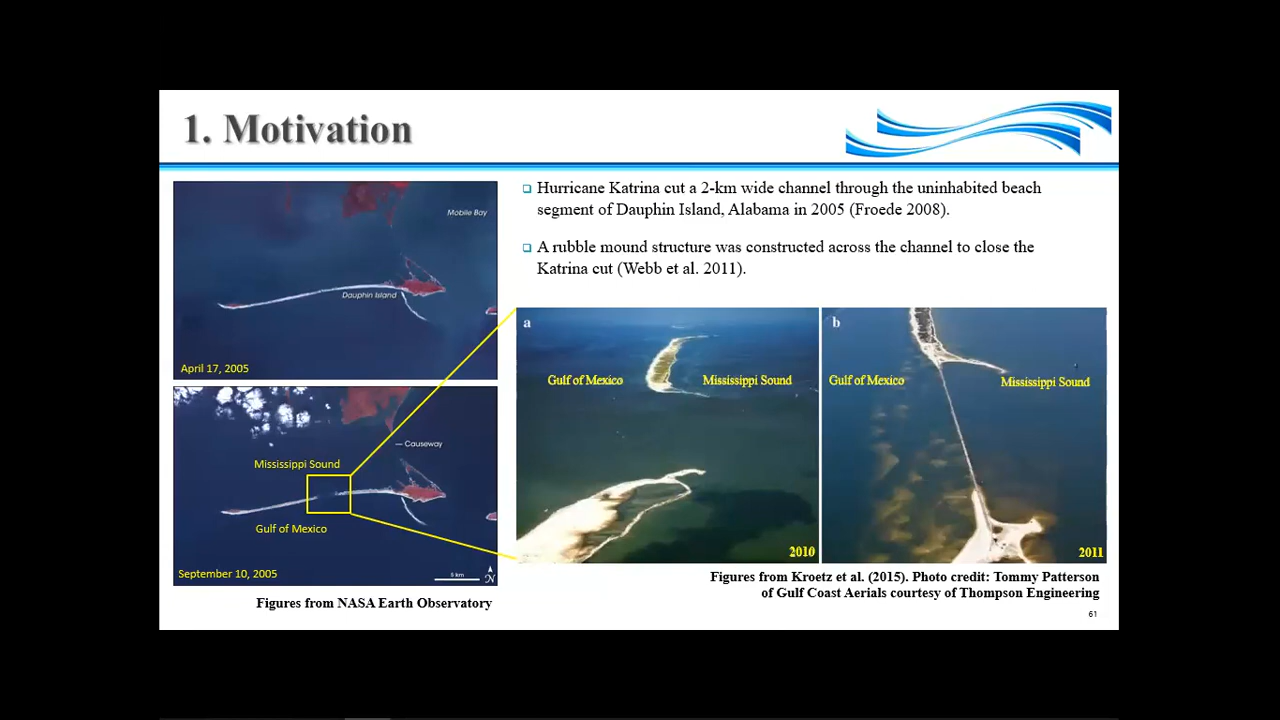 1. Motivation
Mobile Bay
Dauphin Island
April 17, 2005
Causeway
Mississippi Sound
Gulf of Mexico
September 10, 2005
5 km
N
Figures from NASA Earth Observatory
Hurricane Katrina cut a 2-km wide channel through the uninhabited beach
segment of Dauphin Island, Alabama in 2005 (Froede 2008).
A rubble mound structure was constructed across the channel to close the
Katrina cut (Webb et al. 2011).
a
Gulf of Mexico
Mississippi Sound
2010
b
Gulf of Mexico
Mississippi Sound
2011
Figures from Kroetz et al. (2015). Photo credit: Tommy Patterson
of Gulf Coast Aerials courtesy of Thompson Engineering
61